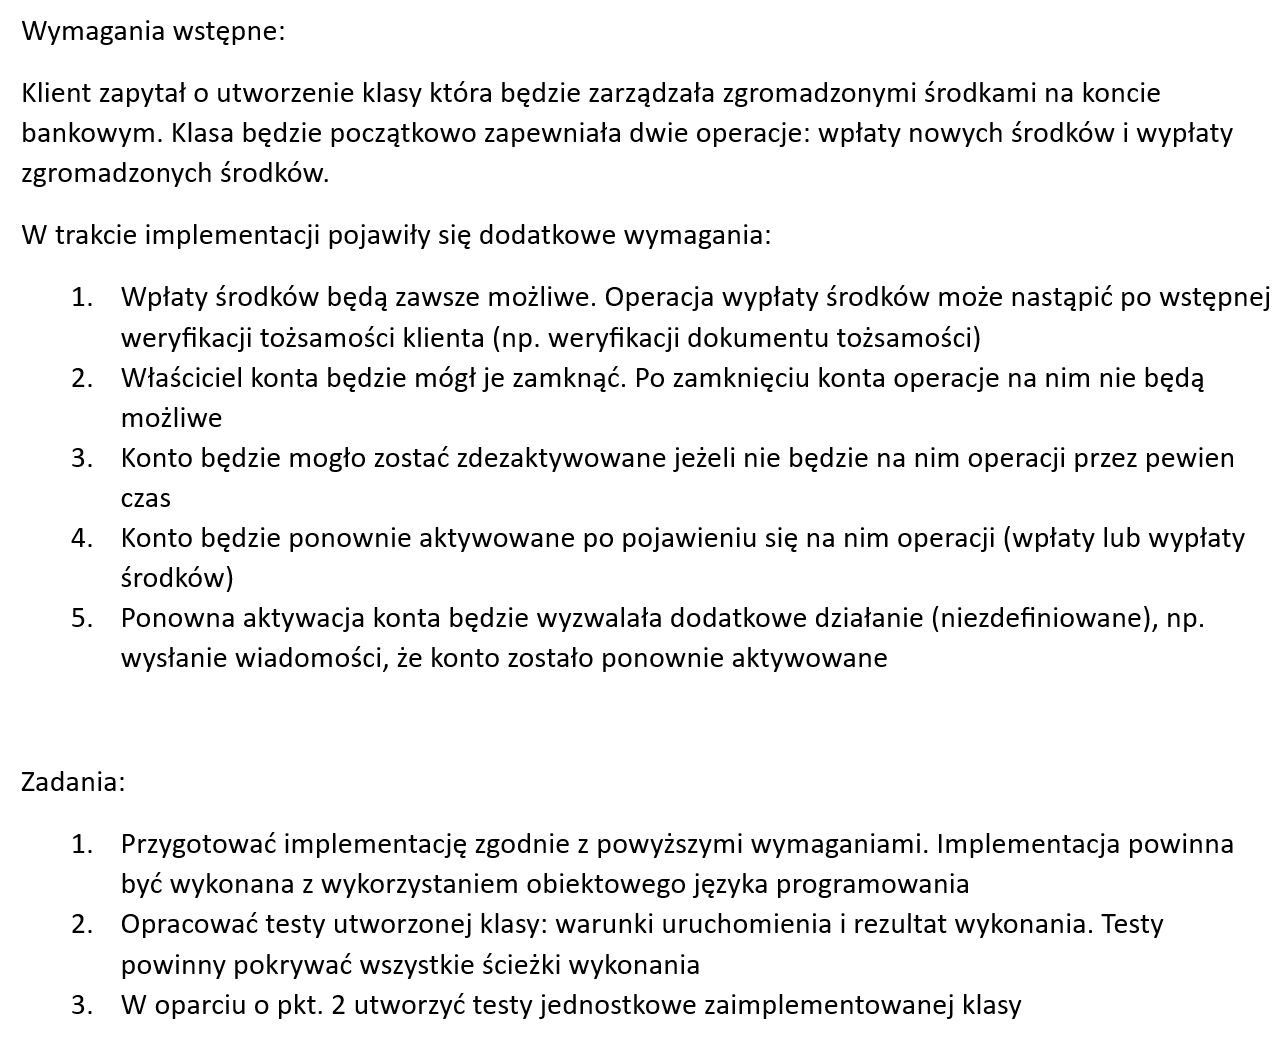 Wymagania wstępne:
Klient zapytał o utworzenie klasy która będzie zarządzała zgromadzonymi środkami na koncie
bankowym. Klasa będzie początkowo zapewniała dwie operacje: wpłaty nowych środków i wypłaty
zgromadzonych środków.
W trakcie implementacji pojawiły się dodatkowe wymagania:
1. Wpłaty środków będą zawsze możliwe. Operacja wypłaty środków może nastąpić po wstępnej
weryfikacji tożsamości klienta (np. weryfikacji dokumentu tożsamości)
2. Właściciel konta będzie mógł je zamknąć. Po zamknięciu konta operacje na nim nie będą
możliwe
3. Konto będzie mogło zostać zdezaktywowane jeżeli nie będzie na nim operacji przez pewien
czas
4. Konto będzie ponownie aktywowane po pojawieniu się na nim operacji (wpłaty lub wypłaty
środków)
5. Ponowna aktywacja konta będzie wyzwalała dodatkowe działanie (niezdefiniowane), np.
wysłanie wiadomości, że konto zostało ponownie aktywowane
Zadania:
1. Przygotować implementację zgodnie z powyższymi wymaganiami. Implementacja powinna
być wykonana z wykorzystaniem obiektowego języka programowania
2. Opracować testy utworzonej klasy: warunki uruchomienia i rezultat wykonania. Testy
powinny pokrywać wszystkie ścieżki wykonania
3. W oparciu o pkt. 2 utworzyć testy jednostkowe zaimplementowanej klasy